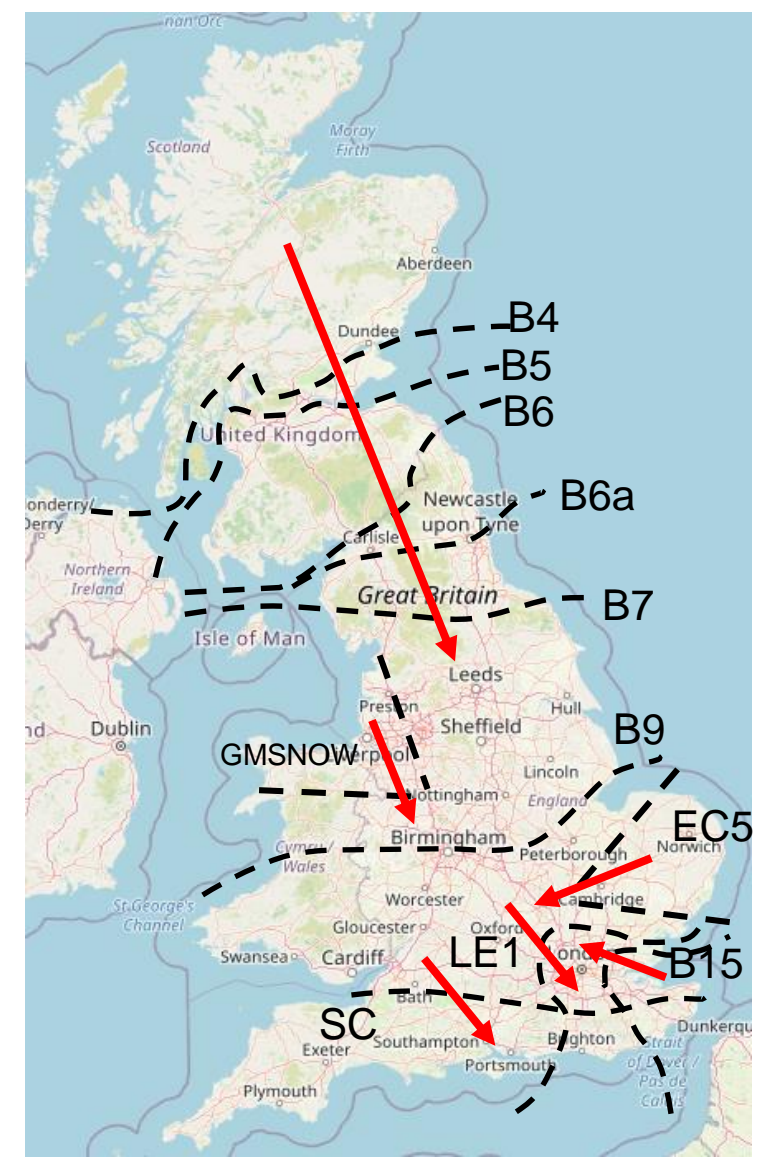 Scotland
Moray
Firth
Aberdeen
Dundee
B4
B5
B6
United Kingdom
B6a
Newcastle
upon Tyne
Carlisle
onderry/
Derry
Northern
Ireland
Great Britain
B7
Isle of Man
Leeds
Preston
Hull
Dublin
Sheffield
B9
GMSNOW
Lincoln
Nottingham
England
EC5
Birmingham
Norwich
Cymru /
Wales
Peterborough
Cambridge
Worcester
St George's
Channel
Gloucester
Oxford
LE1
Swansea
Cardiff
B15
Bath
SC
Southampton
Brighton
Strait
of Dover /
Pas de
Calais
Dunkerqu
Exeter
Portsmouth
Plymouth